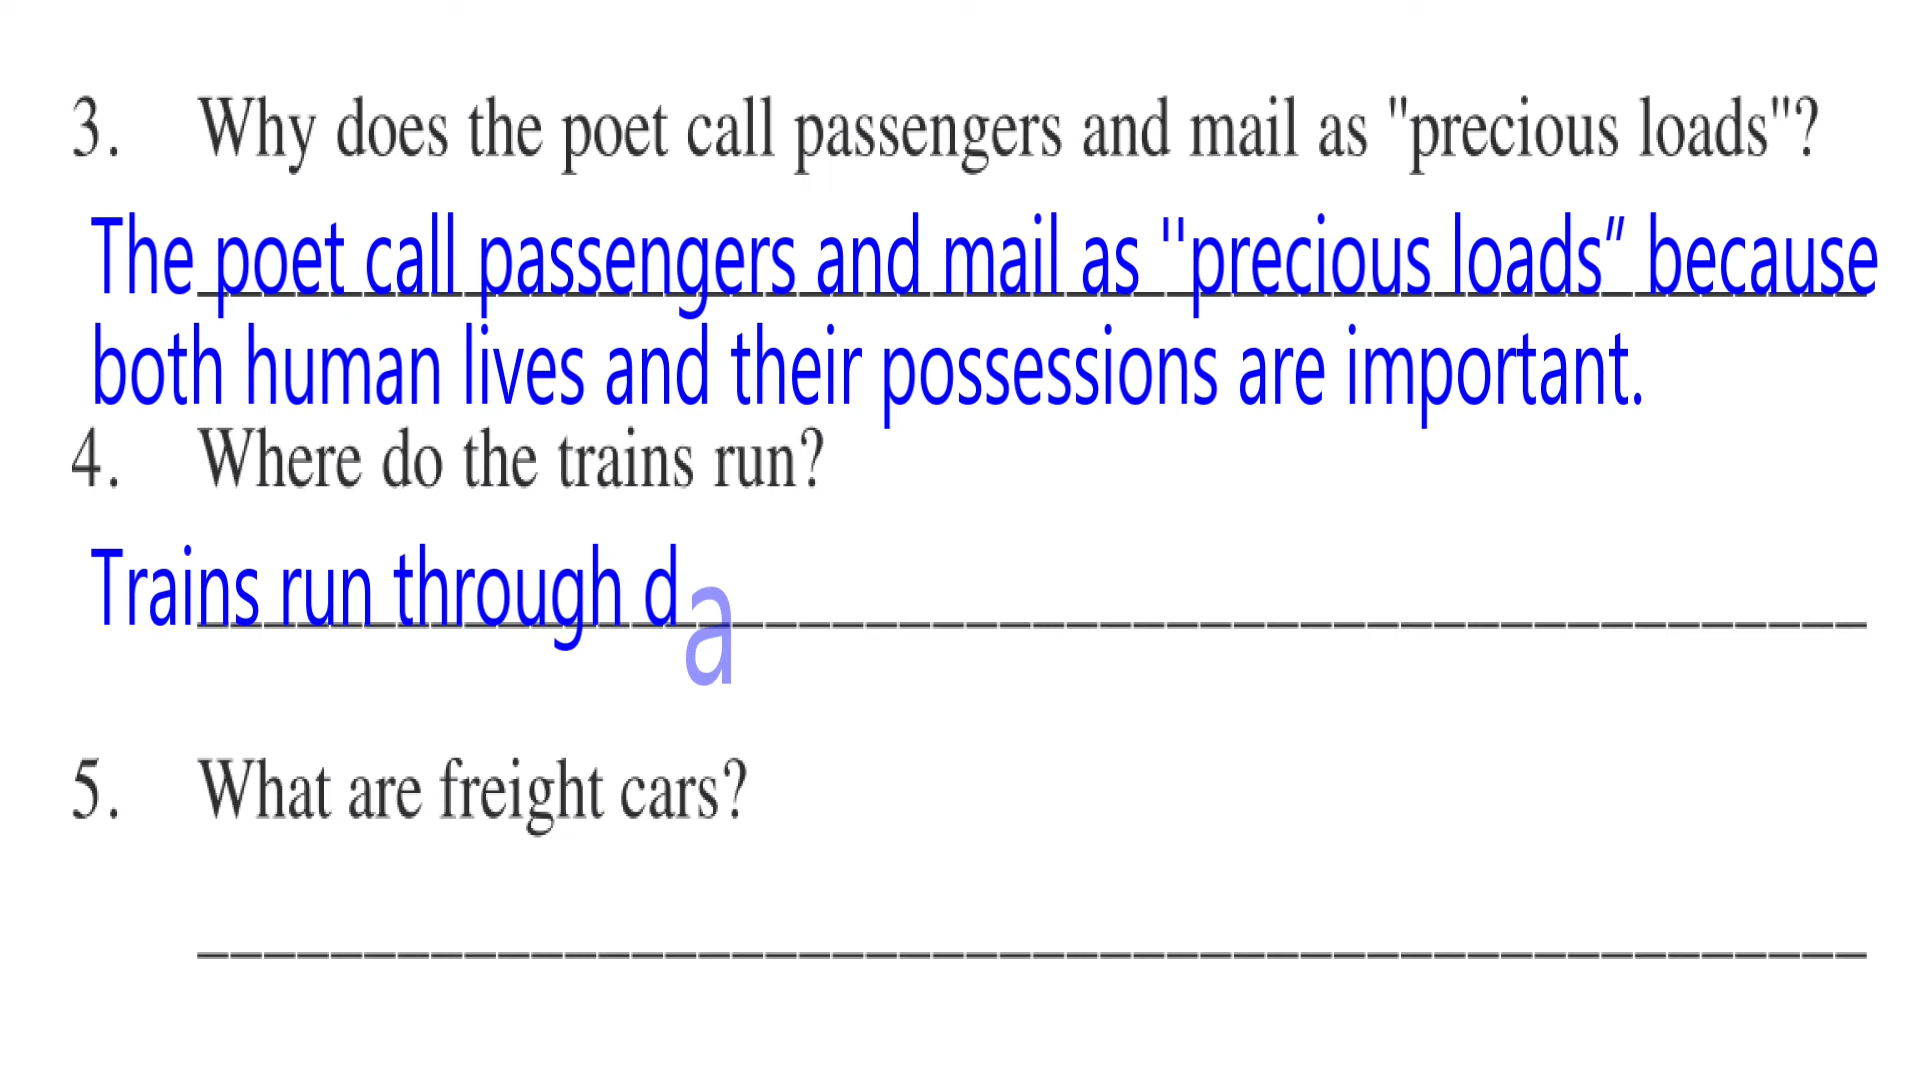 3. Why does the poet call passengers and mail as "precious loads"?
The poet call passengers and mail as "precious loads” because
both human lives and their possessions are important.
4. Where do the trains run?
Trains run through da
5. What are freight cars?